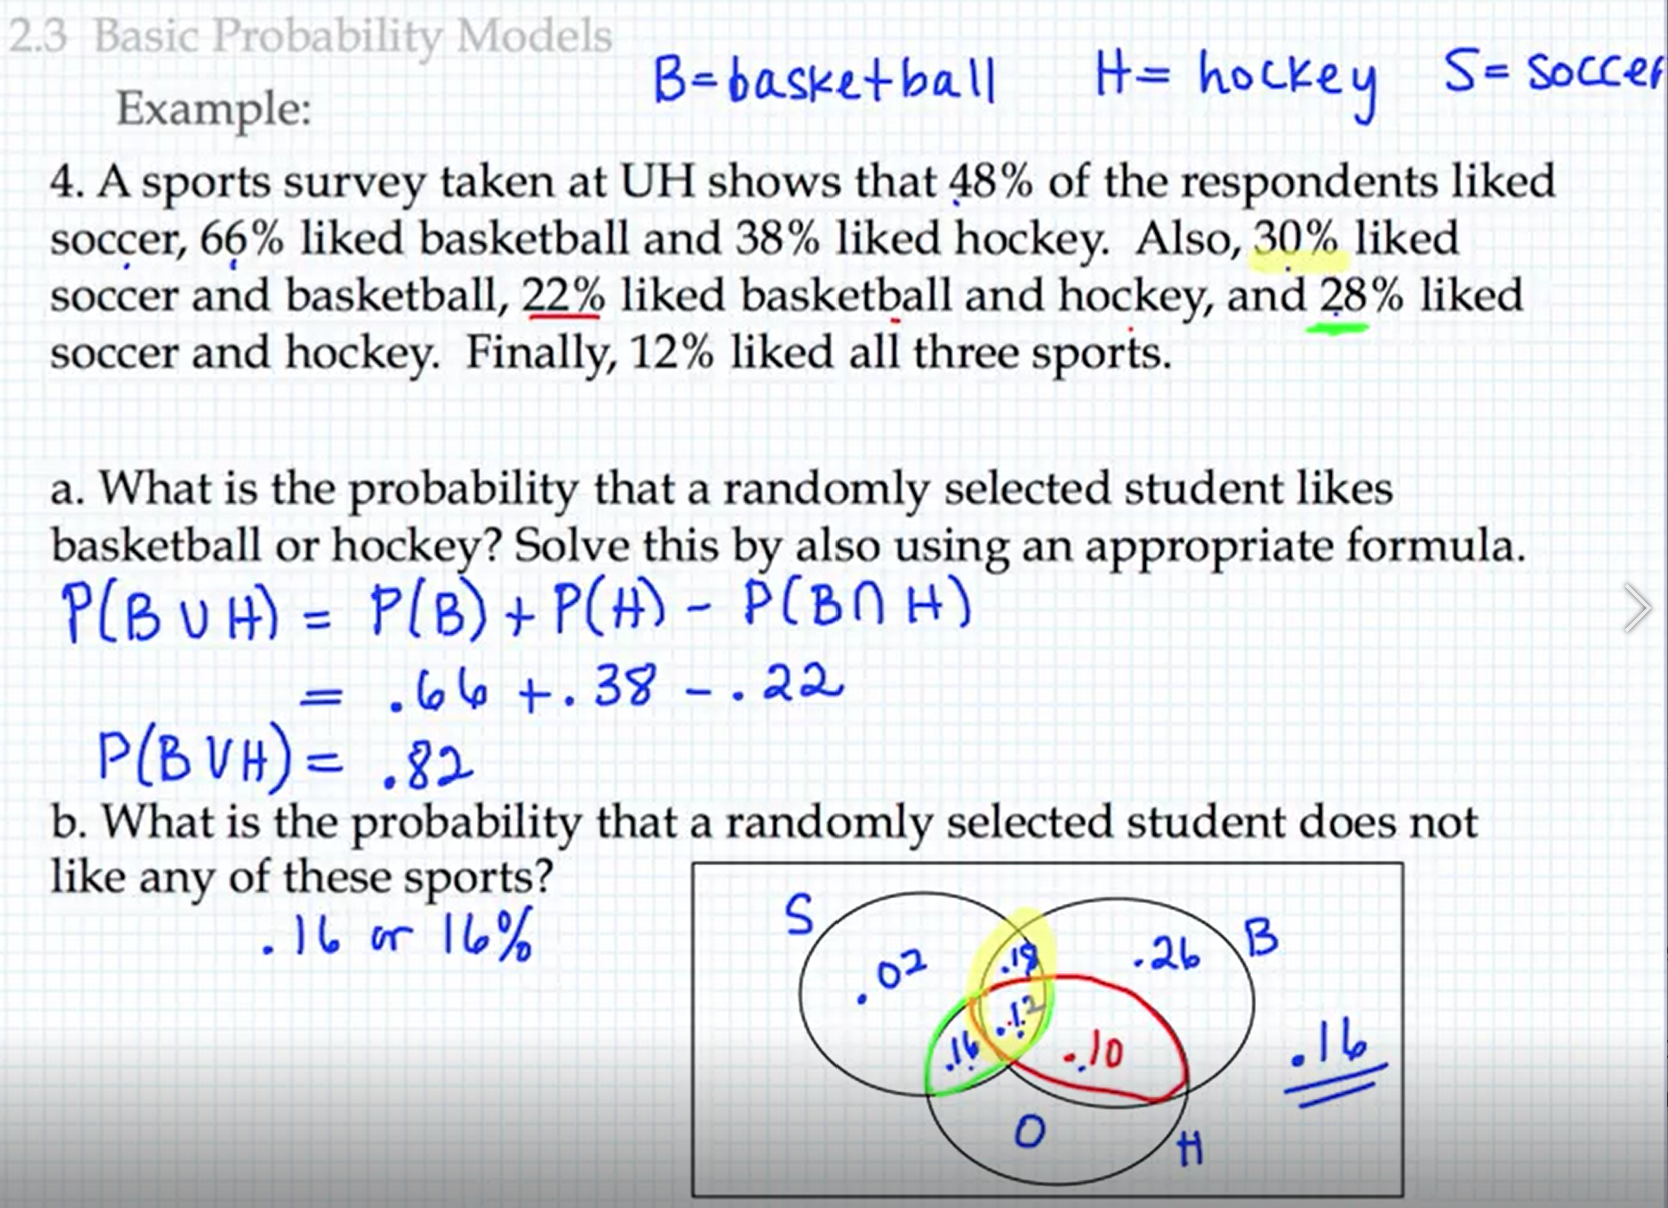 2.3 Basic Probability Models
B=basketball H= hockey S= soccer
Example:
4. A sports survey taken at UH shows that 48% of the respondents liked
soccer, 66% liked basketball and 38% liked hockey. Also, 30% liked
soccer and basketball, 22% liked basketball and hockey, and 28% liked
soccer and hockey. Finally, 12% liked all three sports.
a. What is the probability that a randomly selected student likes
basketball or hockey? Solve this by also using an appropriate formula.
P(B ∪ H) = P(B) + P(H) - P(B ∩ H)
= .66 + .38 - .22
P(B ∪ H) = .82
b. What is the probability that a randomly selected student does not
like any of these sports?
.16 or 16%
S
B
.02
.18
.26
.12
.16
.10
.16
0
H